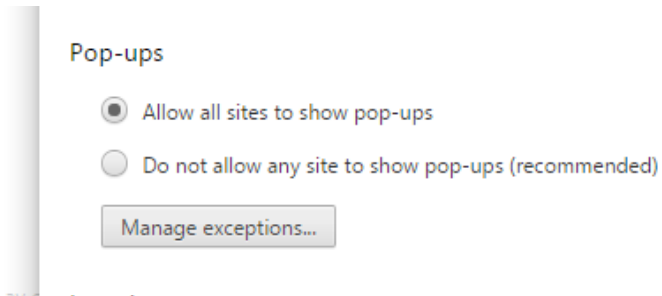 Pop-ups
Allow all sites to show pop-ups
Do not allow any site to show pop-ups (recommended)
Manage exceptions...